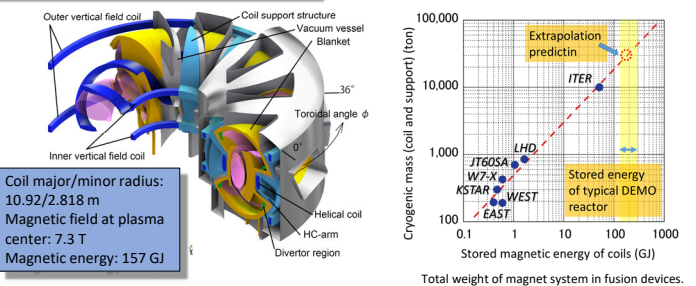 Outer vertical field coil
Coil support structure
Vacuum vessel
Blanket
36°
Toroidal angle ϕ
0°
Inner vertical field coil
Helical coil
HC-arm
Divertor region
Coil major/minor radius:
10.92/2.818 m
Magnetic field at plasma
center: 7.3 T
Magnetic energy: 157 GJ
Cryogenic mass (coil and support) (ton)
100,000
10,000
1,000
100
Extrapolation
predictin
ITER
LHD
JT60SA
W7-X
KSTAR
WEST
EAST
Stored energy
of typical DEMO
reactor
0.1 1 10 100 1000
Stored magnetic energy of coils (GJ)
Total weight of magnet system in fusion devices.